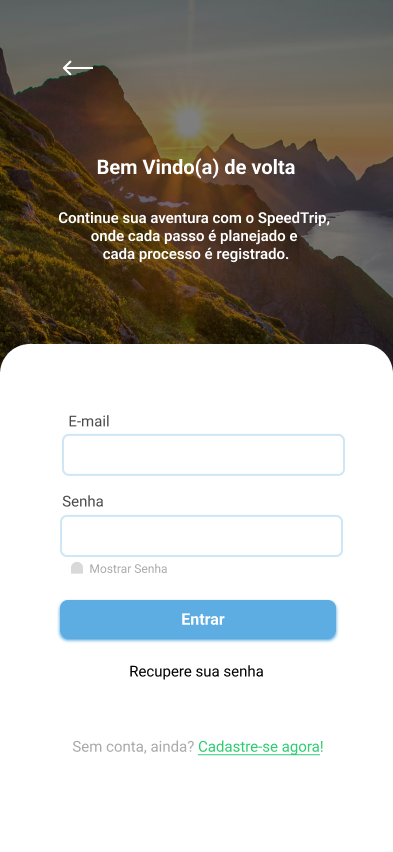 Bem Vindo(a) de volta
Continue sua aventura com o SpeedTrip,
onde cada passo é planejado e
cada processo é registrado.
E-mail
Senha
Mostrar Senha
Entrar
Recupere sua senha
Sem conta, ainda? Cadastre-se agora!